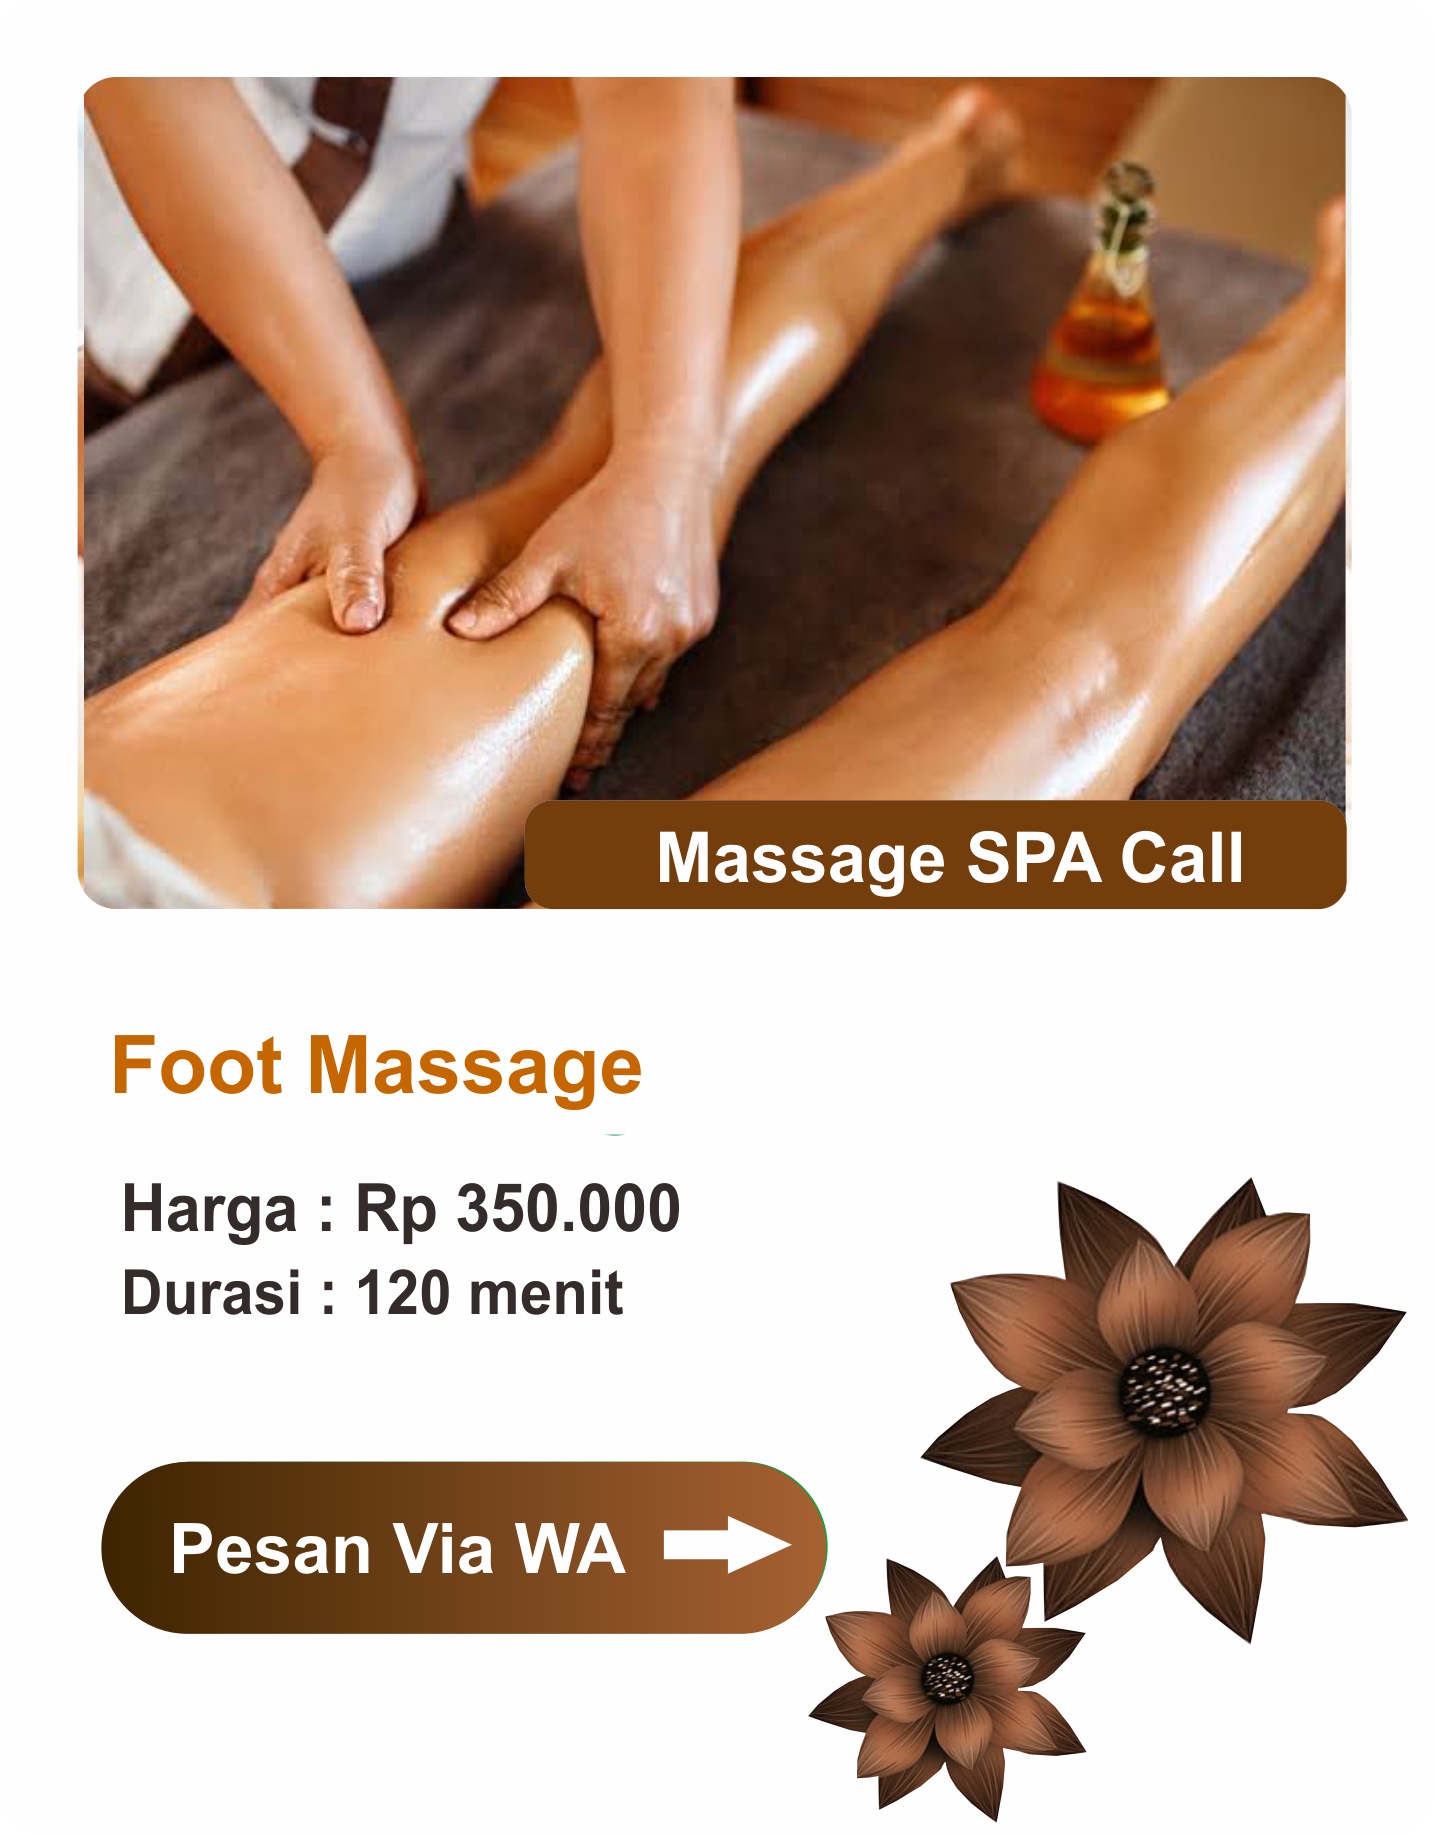 Massage SPA Call
Foot Massage
Harga : Rp 350.000
Durasi : 120 menit
Pesan Via WA